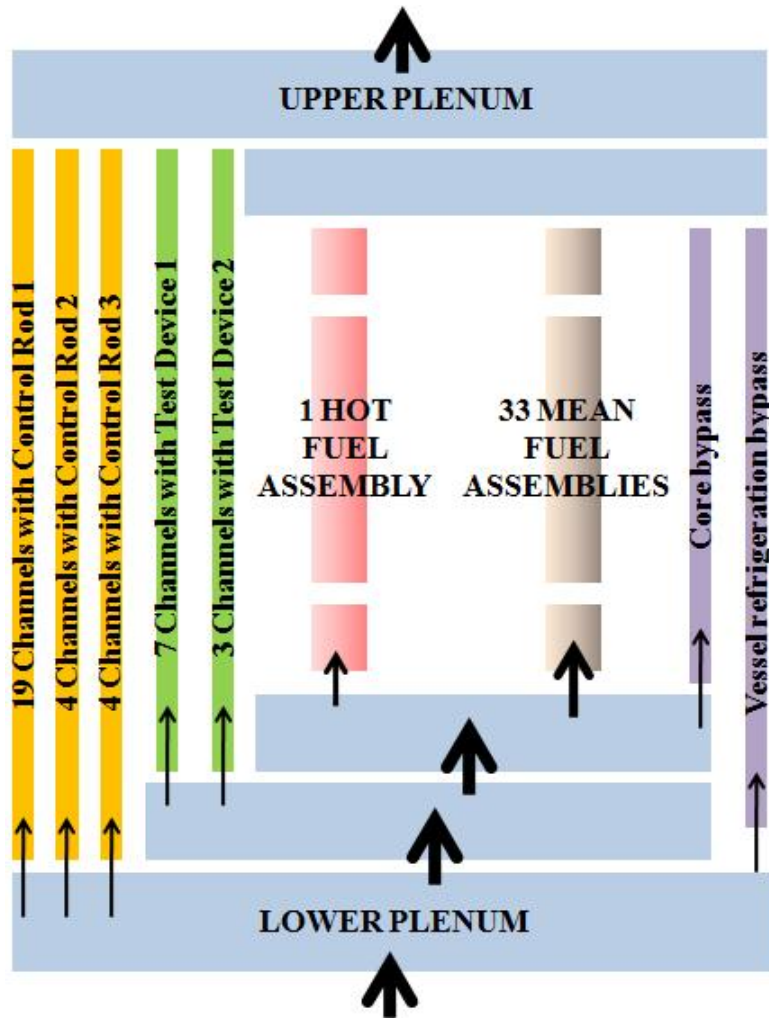 UPPER PLENUM
19 Channels with Control Rod 1
4 Channels with Control Rod 2
4 Channels with Control Rod 3
7 Channels with Test Device 1
3 Channels with Test Device 2
1 HOT
FUEL
ASSEMBLY
33 MEAN
FUEL
ASSEMBLIES
Core bypass
Vessel refrigeration bypass
LOWER PLENUM